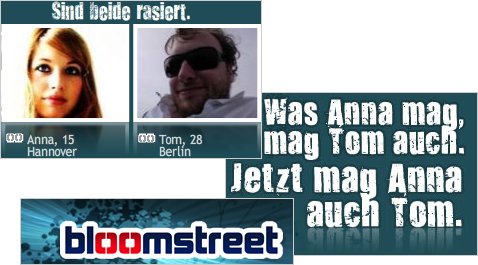 Sind beide rasiert.
Anna, 15
Hannover
Tom, 28
Berlin
Was Anna mag,
mag Tom auch.
Jetzt mag Anna
auch Tom.
bloomstreet